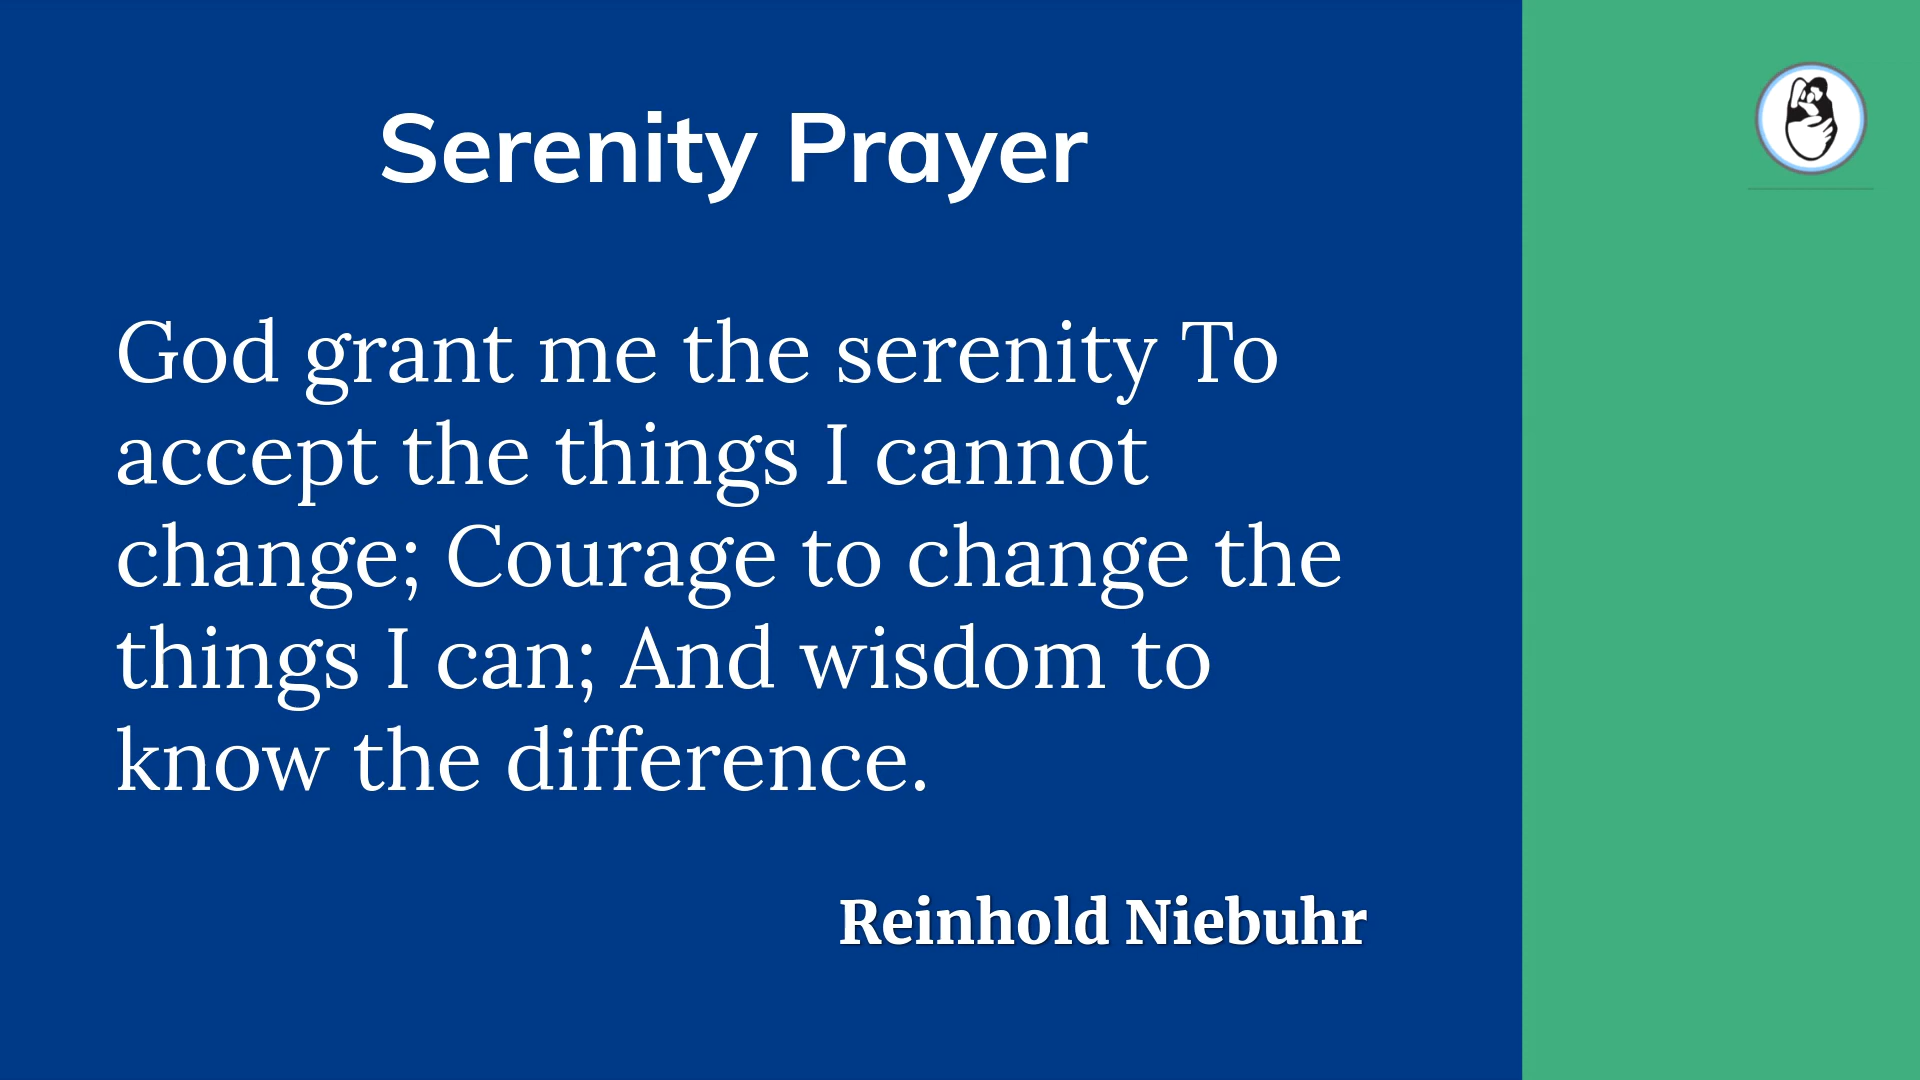 Serenity Prayer
God grant me the serenity To
accept the things I cannot
change; Courage to change the
things I can; And wisdom to
know the difference.
Reinhold Niebuhr